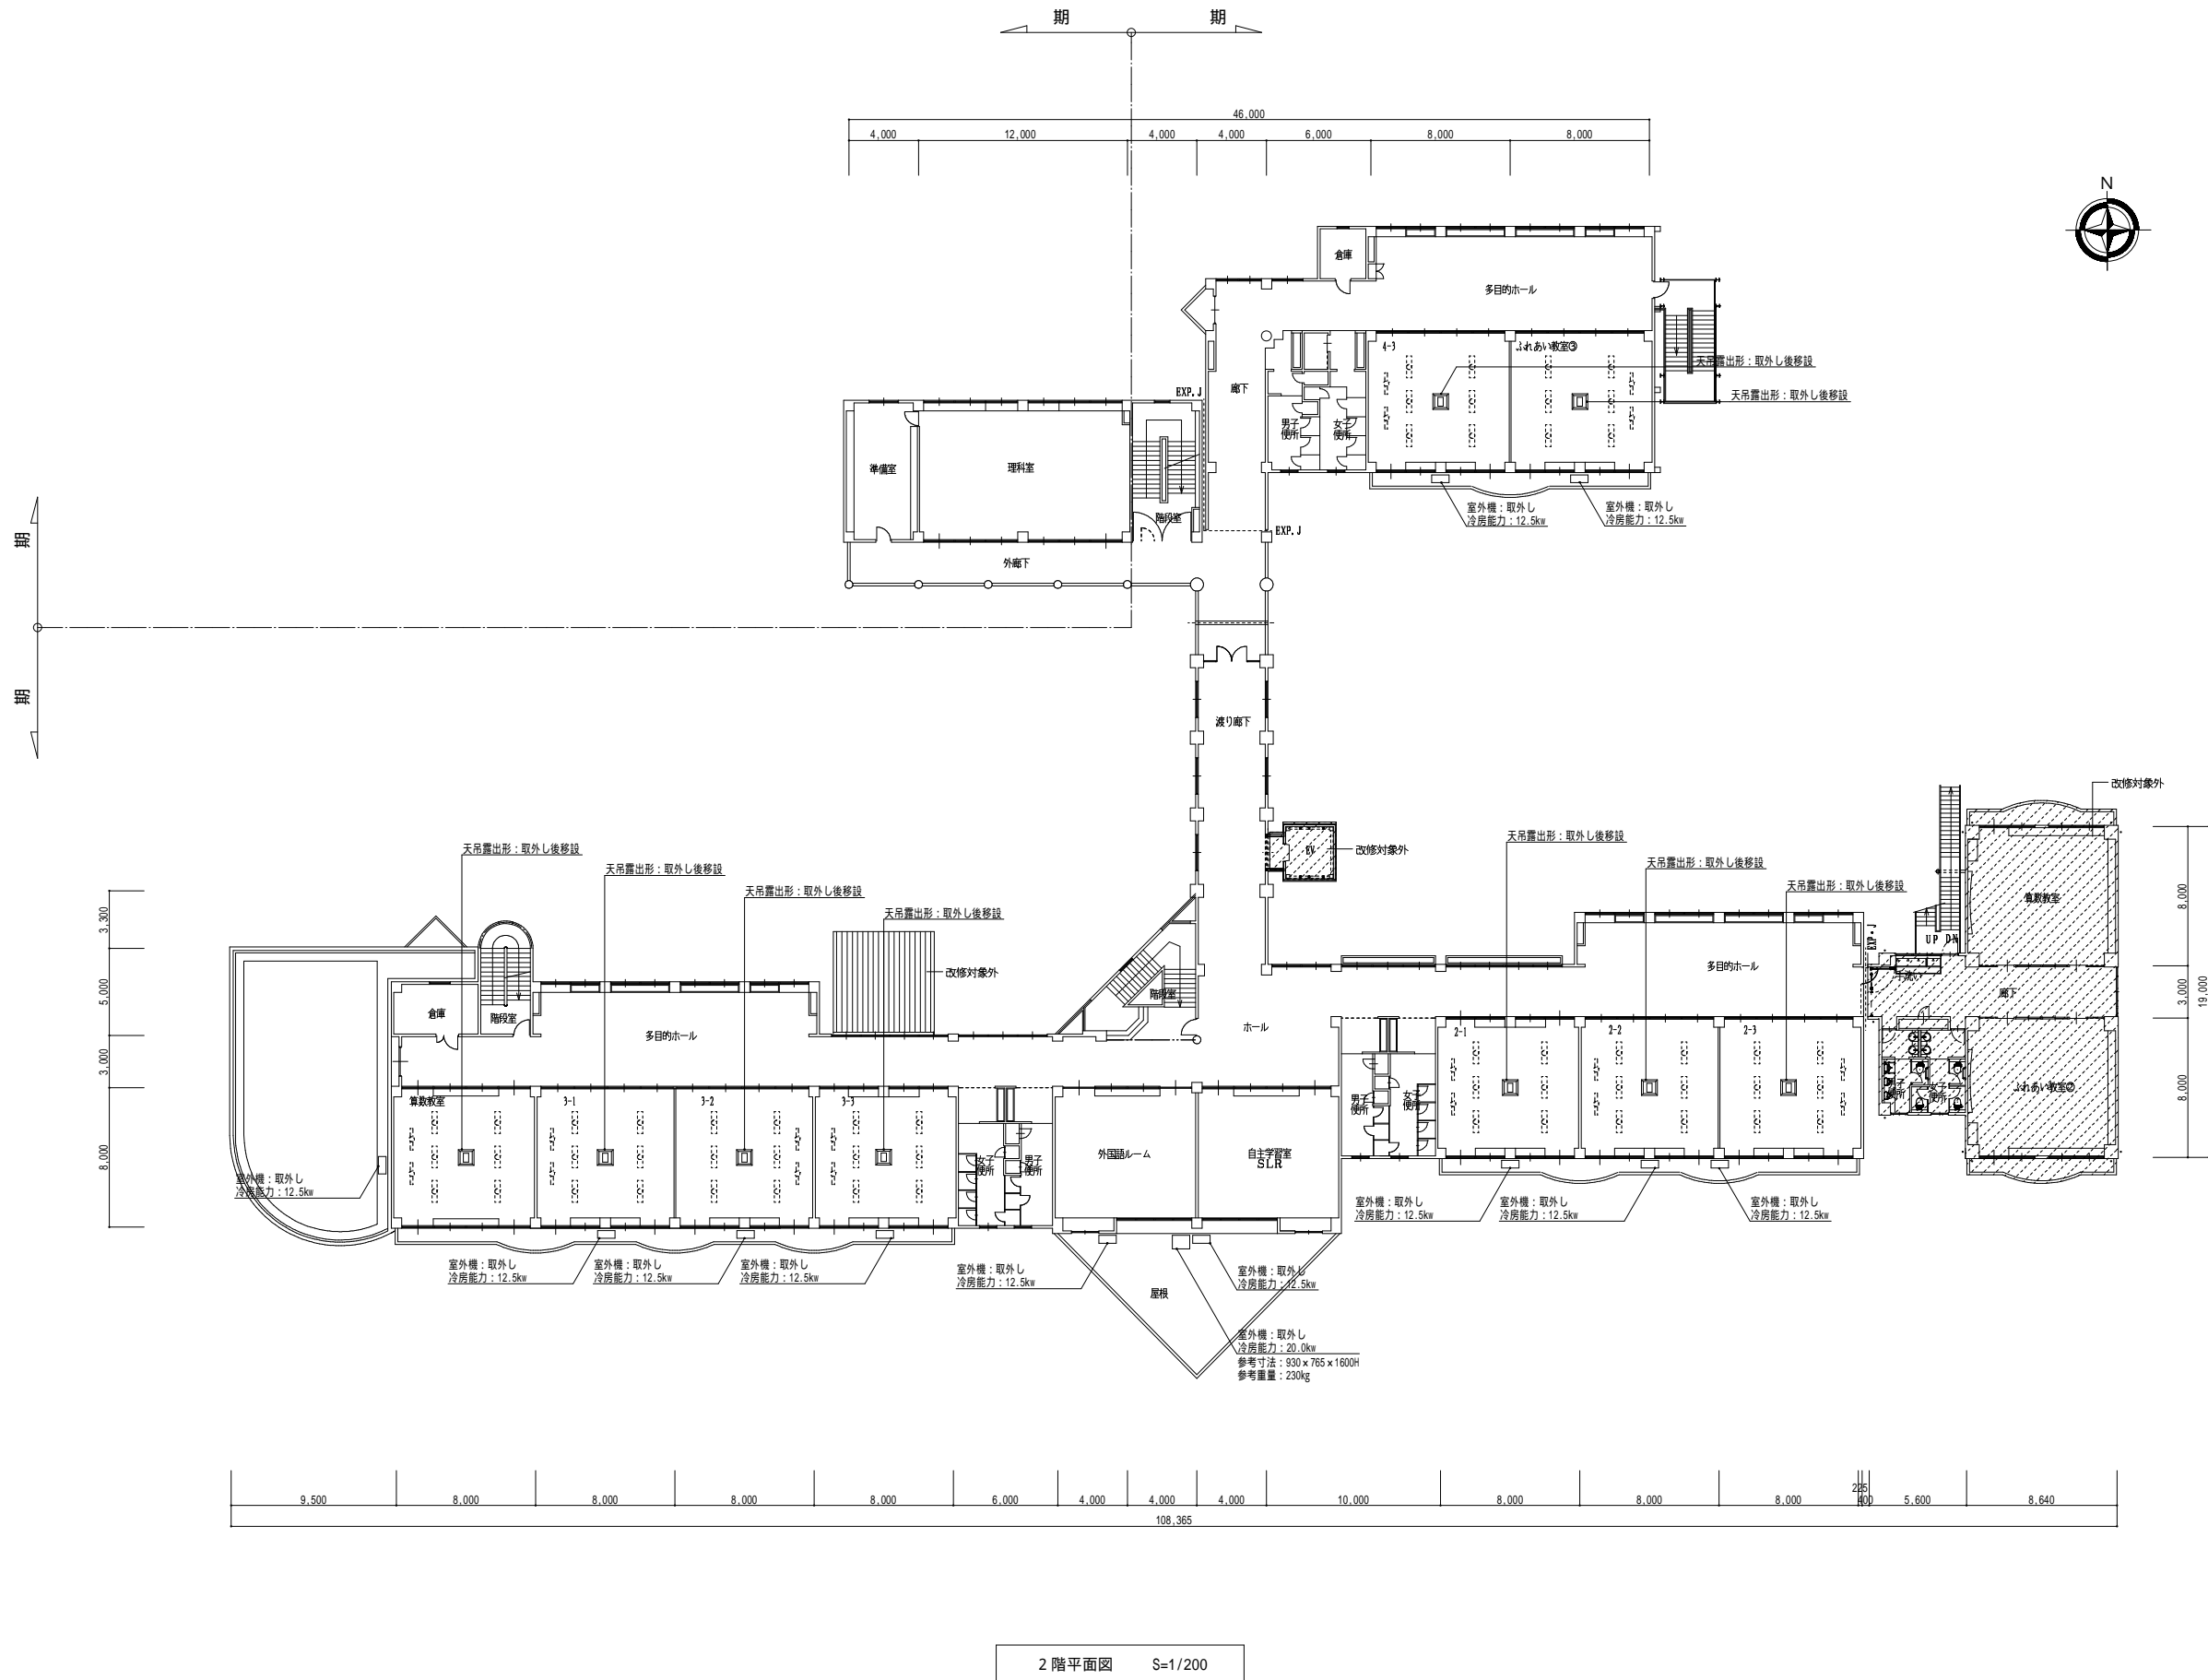 期
期
46,000
4,000
12,000
4,000
4,000
6,000
8,000
8,000
N
倉庫
多目的ホール
4-3
ふれあい教室③
天吊露出形：取外し後移設
天吊露出形：取外し後移設
廊下
EXP.J
男子
便所
女子
便所
準備室
理科室
階段室
室外機：取外し
冷房能力：12.5kw
室外機：取外し
冷房能力：12.5kw
EXP.J
外廊下
期
期
渡り廊下
改修対象外
EV
改修対象外
天吊露出形：取外し後移設
天吊露出形：取外し後移設
天吊露出形：取外し後移設
天吊露出形：取外し後移設
天吊露出形：取外し後移設
天吊露出形：取外し後移設
天吊露出形：取外し後移設
算数教室
8,000
3,000
8,000
19,000
3,300
5,000
3,000
8,000
改修対象外
倉庫
階段室
多目的ホール
階段室
ホール
多目的ホール
EXP.J
UP DN
手洗い
廊下
算数教室
3-1
3-2
3-3
女子
便所
男子
便所
外国語ルーム
自主学習室
SLR
男子
便所
女子
便所
2-1
2-2
2-3
男子
便所
女子
便所
ふれあい教室②
室外機：取外し
冷房能力：12.5kw
室外機：取外し
冷房能力：12.5kw
室外機：取外し
冷房能力：12.5kw
室外機：取外し
冷房能力：12.5kw
室外機：取外し
冷房能力：12.5kw
室外機：取外し
冷房能力：12.5kw
室外機：取外し
冷房能力：12.5kw
室外機：取外し
冷房能力：12.5kw
室外機：取外し
冷房能力：12.5kw
屋根
室外機：取外し
冷房能力：20.0kw
参考寸法：930×765×1600H
参考重量：230kg
9,500
8,000
8,000
8,000
8,000
6,000
4,000
4,000
4,000
10,000
8,000
8,000
8,000
225
400
5,600
8,640
108,365
2階平面図 S=1/200